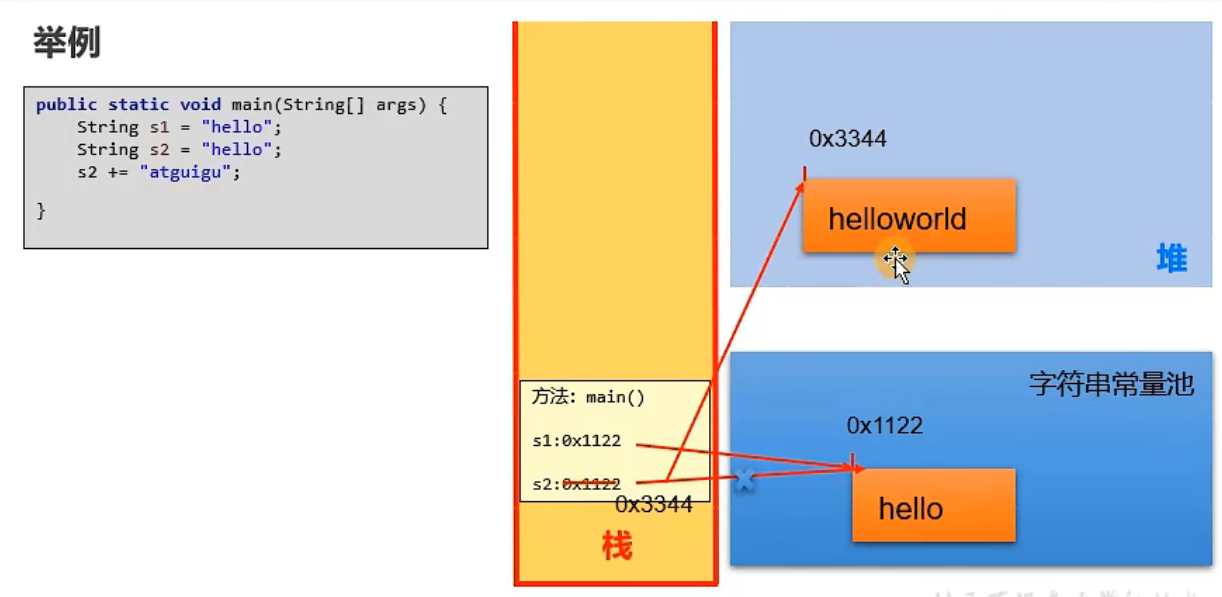 举例
public static void main(String[] args) {
String s1 = "hello";
String s2 = "hello";
s2 += "atguigu";
}
0x3344
helloworld
堆
方法: main()
s1:0x1122
s2:0x1122
0x3344
栈
字符串常量池
0x1122
hello